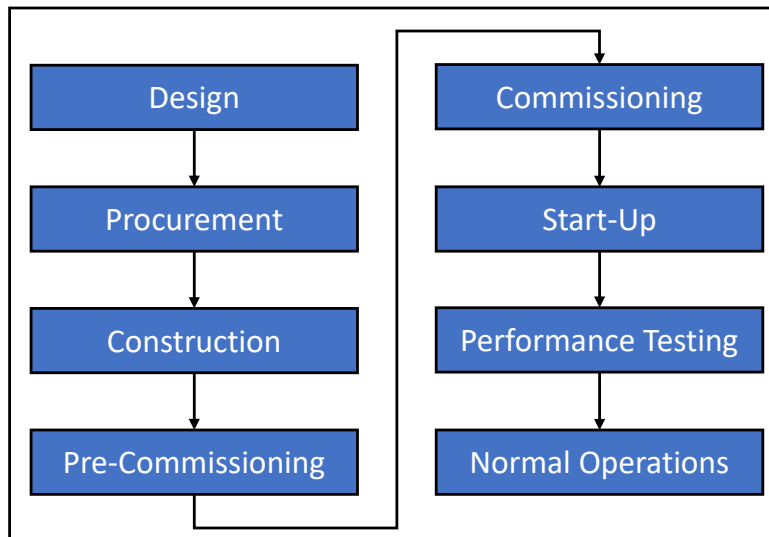 Design
Procurement
Construction
Pre-Commissioning
Commissioning
Start-Up
Performance Testing
Normal Operations